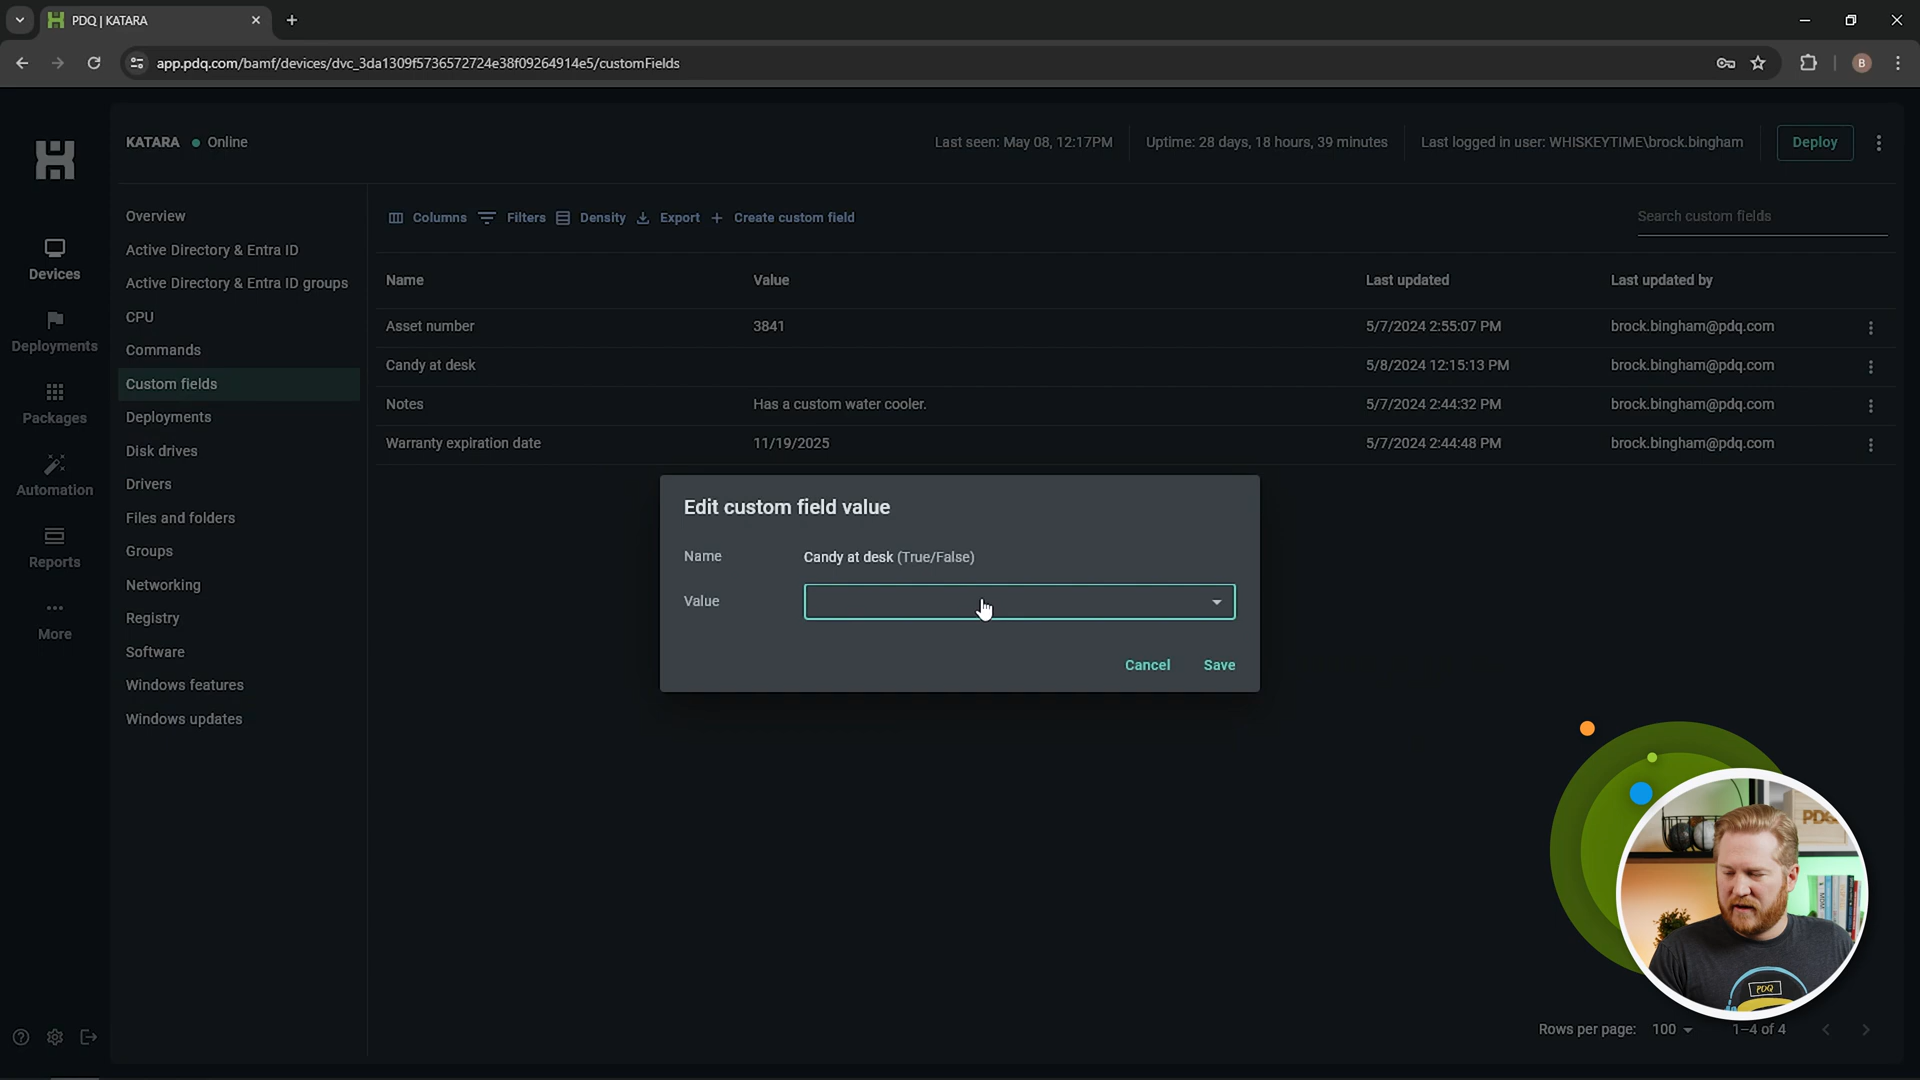 PDQ | KATARA
app.pdq.com/bamf/devices/dvc_3da1309f5736572724e38f09264914e5/customFields
B
KATARA Online
Last seen: May 08, 12:17PM
Uptime: 28 days, 18 hours, 39 minutes
Last logged in user: WHISKEYTIME\brock.bingham
Deploy
Devices
Deployments
Packages
Automation
Reports
More
Overview
Active Directory & Entra ID
Active Directory & Entra ID groups
CPU
Commands
Custom fields
Deployments
Disk drives
Drivers
Files and folders
Groups
Networking
Registry
Software
Windows features
Windows updates
Columns Filters Density Export Create custom field
Search custom fields
Name Value Last updated Last updated by
Asset number 3841 5/7/2024 2:55:07 PM brock.bingham@pdq.com
Candy at desk 5/8/2024 12:15:13 PM brock.bingham@pdq.com
Notes Has a custom water cooler. 5/7/2024 2:44:32 PM brock.bingham@pdq.com
Warranty expiration date 11/19/2025 5/7/2024 2:44:48 PM brock.bingham@pdq.com
Edit custom field value
Name Candy at desk (True/False)
Value
Cancel Save
PDQ
Rows per page: 100 1–4 of 4